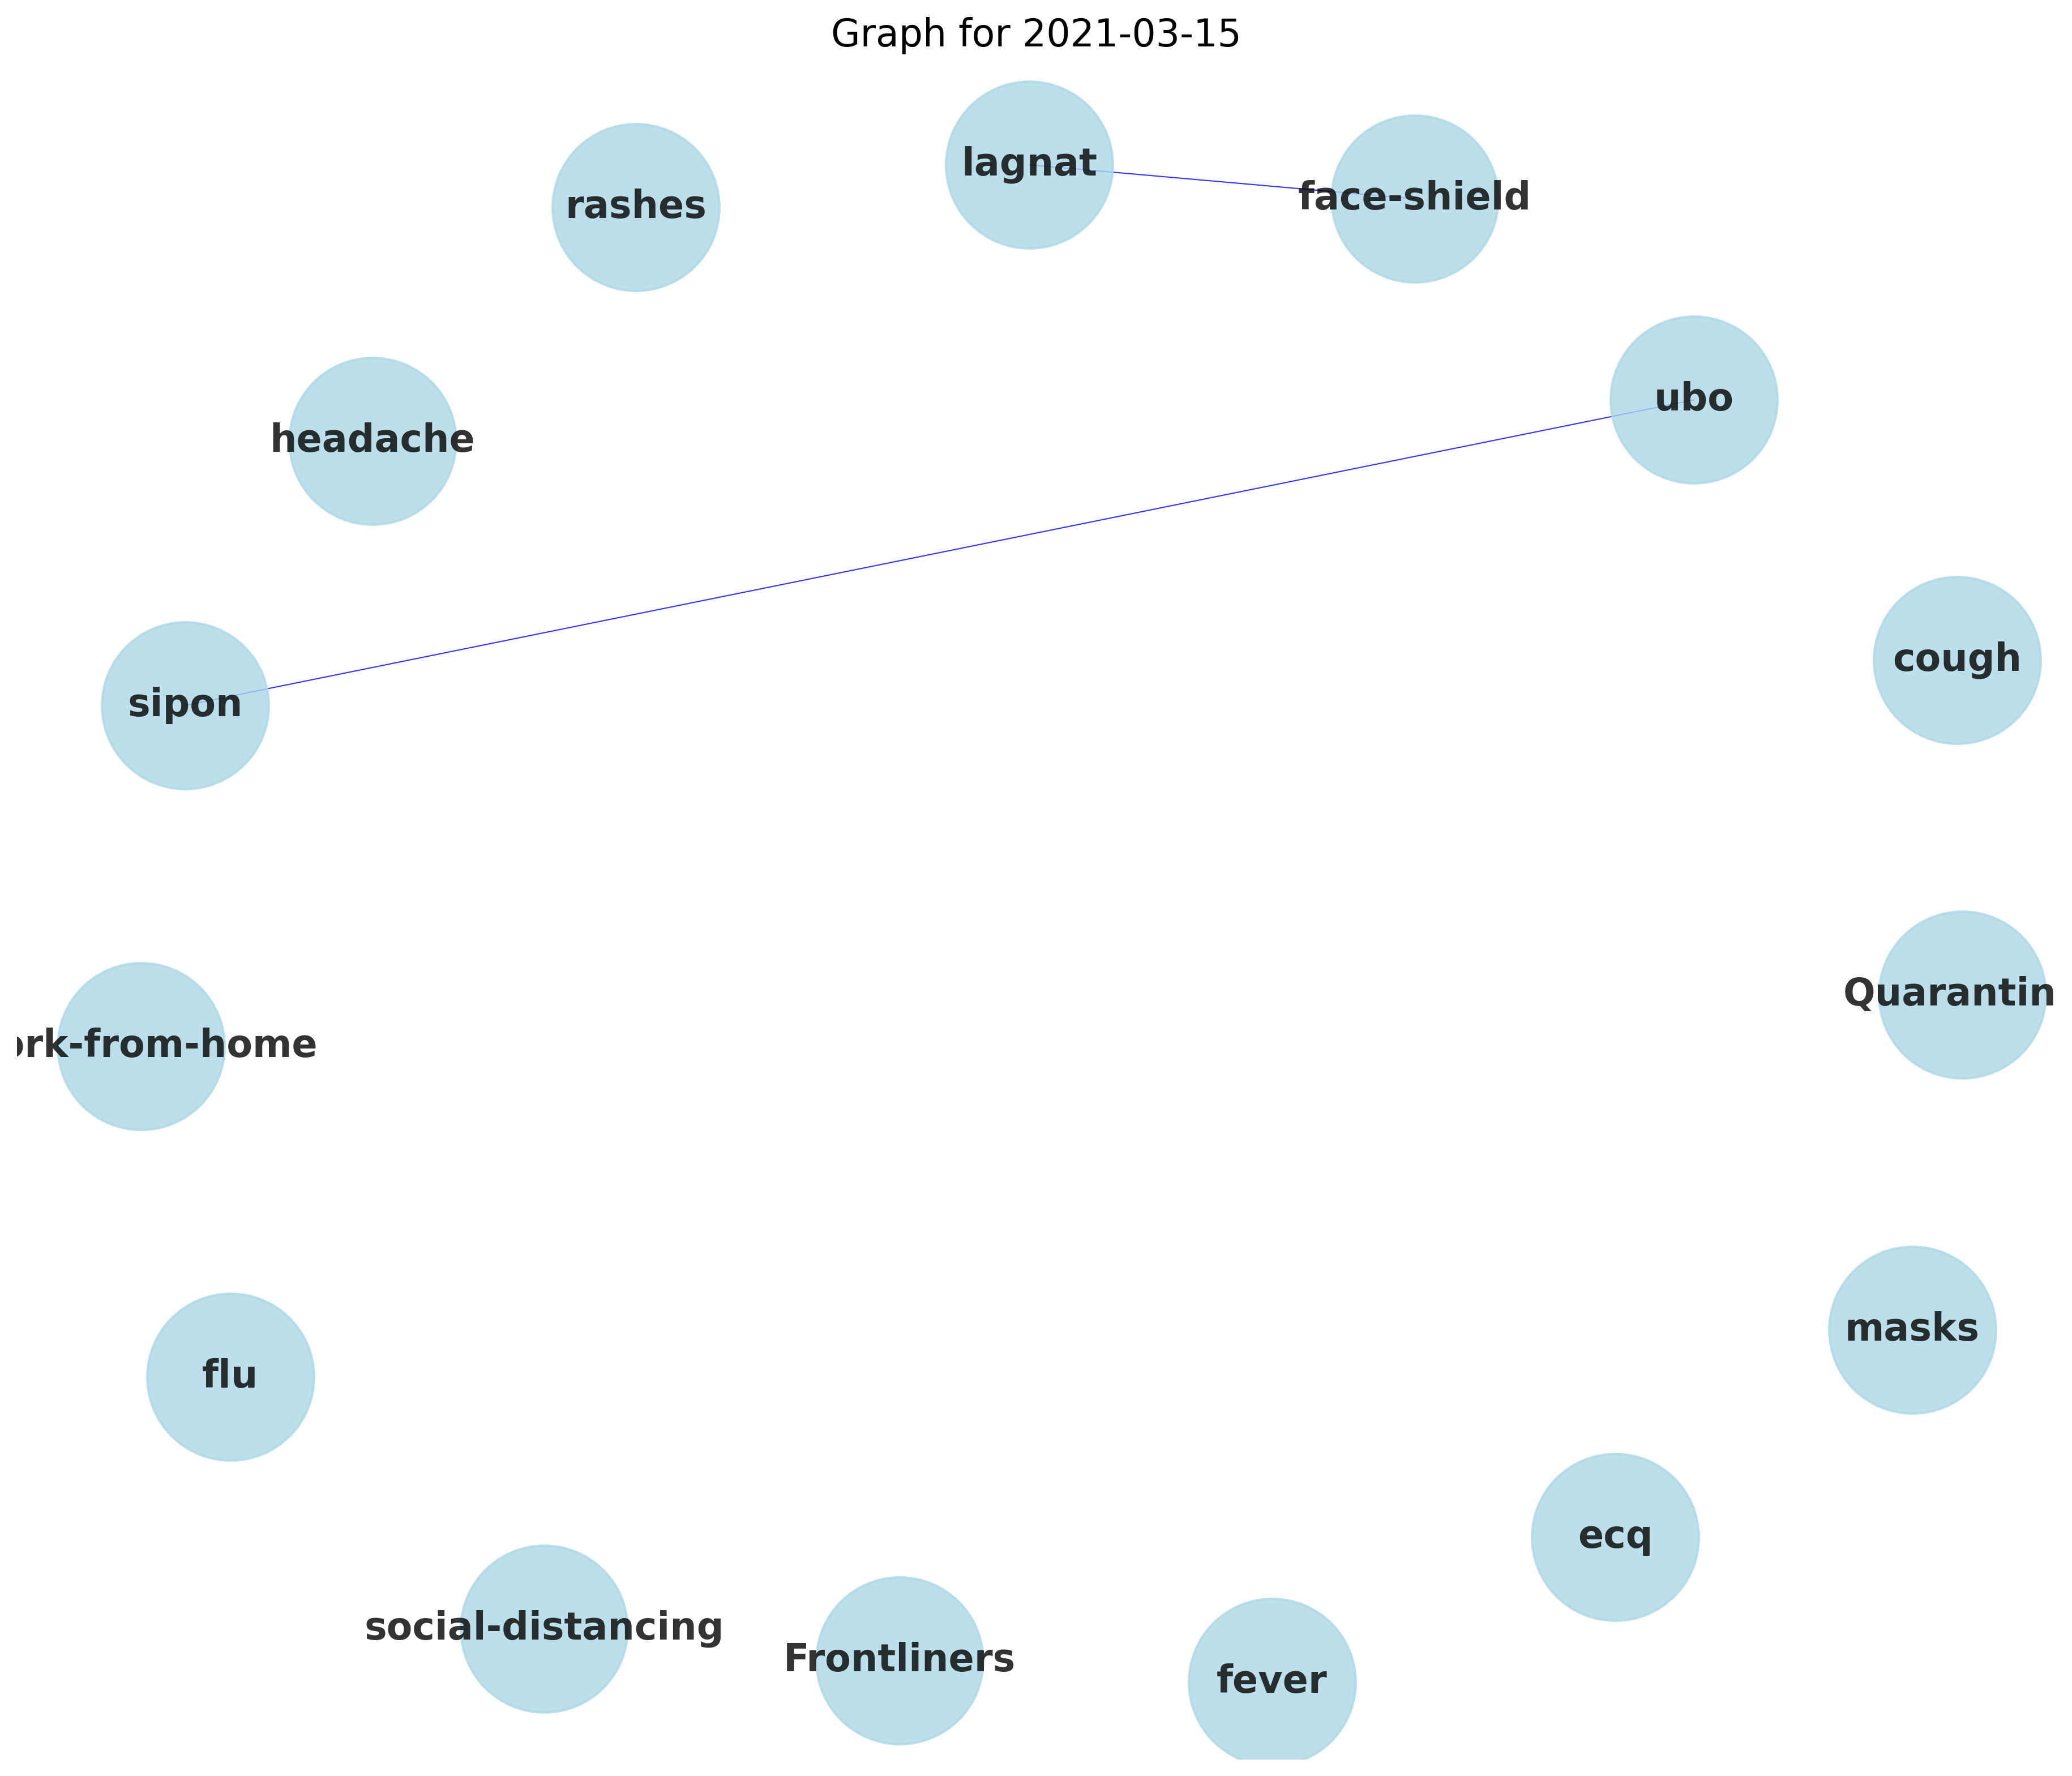 Graph for 2021-03-15
lagnat
face-shield
rashes
ubo
headache
cough
sipon
Quarantin
ork-from-home
masks
flu
ecq
social-distancing
Frontliners
fever